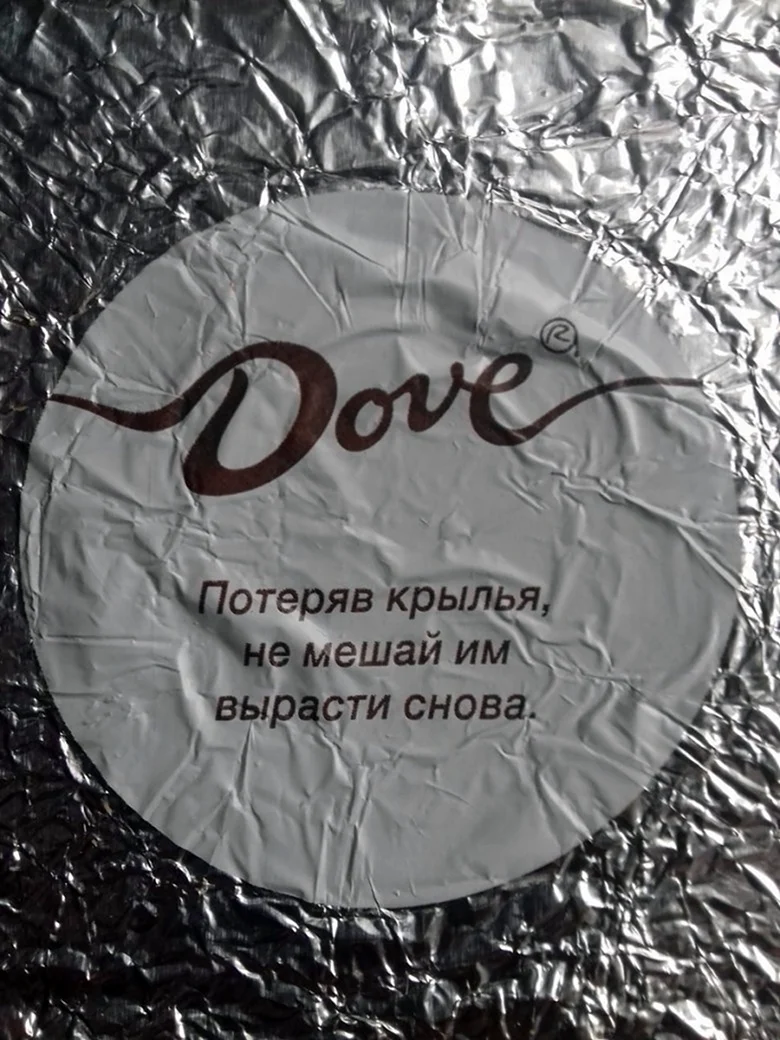 Dove®
Потеряв крылья,
не мешай им
вырасти снова.